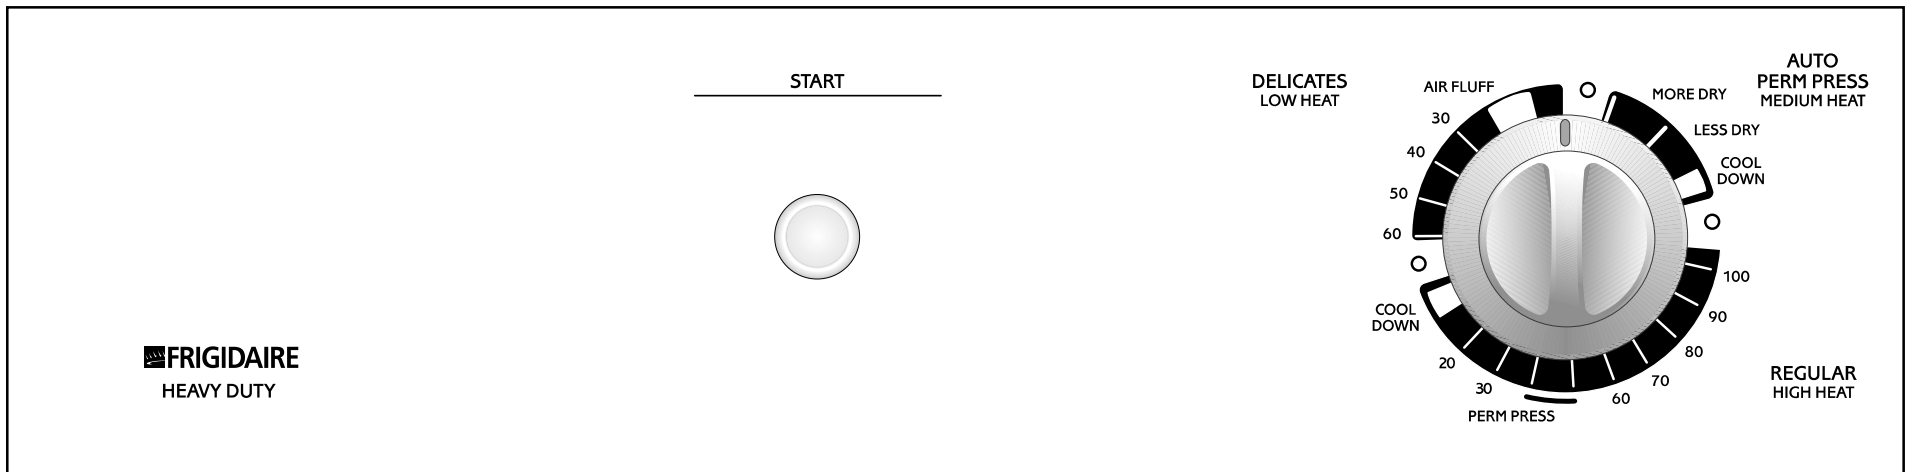 START
FRIGIDAIRE
HEAVY DUTY
DELICATES
LOW HEAT
AUTO
PERM PRESS
MEDIUM HEAT
AIR FLUFF
30
40
50
60
MORE DRY
LESS DRY
COOL
DOWN
100
90
80
70
60
PERM PRESS
30
20
COOL
DOWN
REGULAR
HIGH HEAT